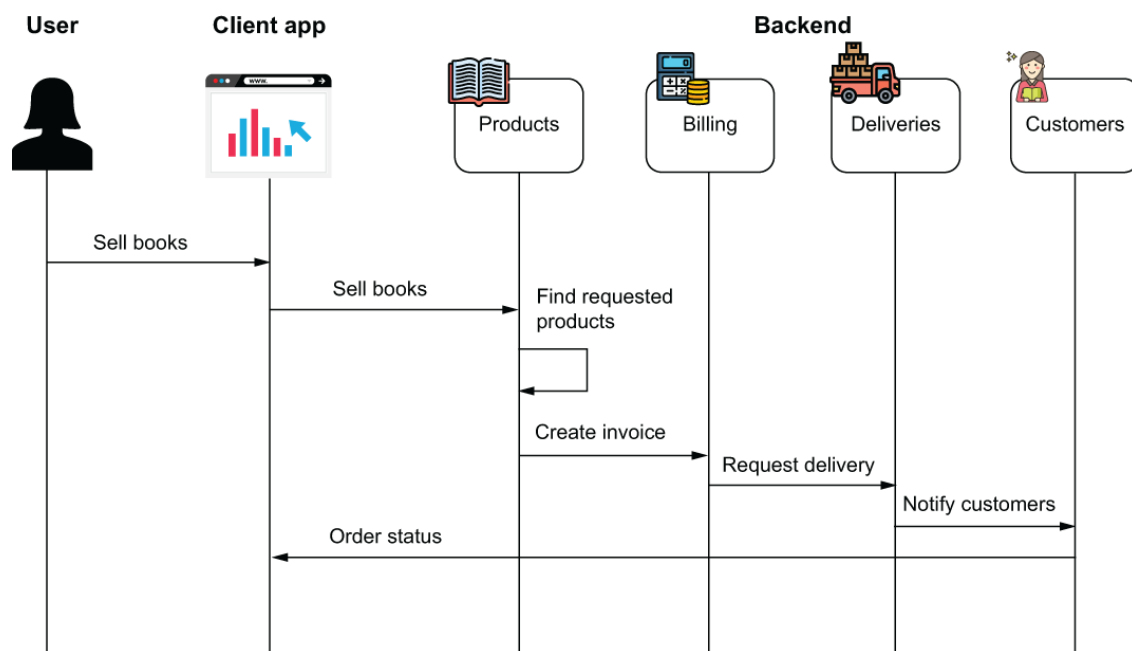 User
Client app
Backend
www.
Products
Billing
Deliveries
Customers
Sell books
Sell books
Find requested
products
Create invoice
Request delivery
Notify customers
Order status